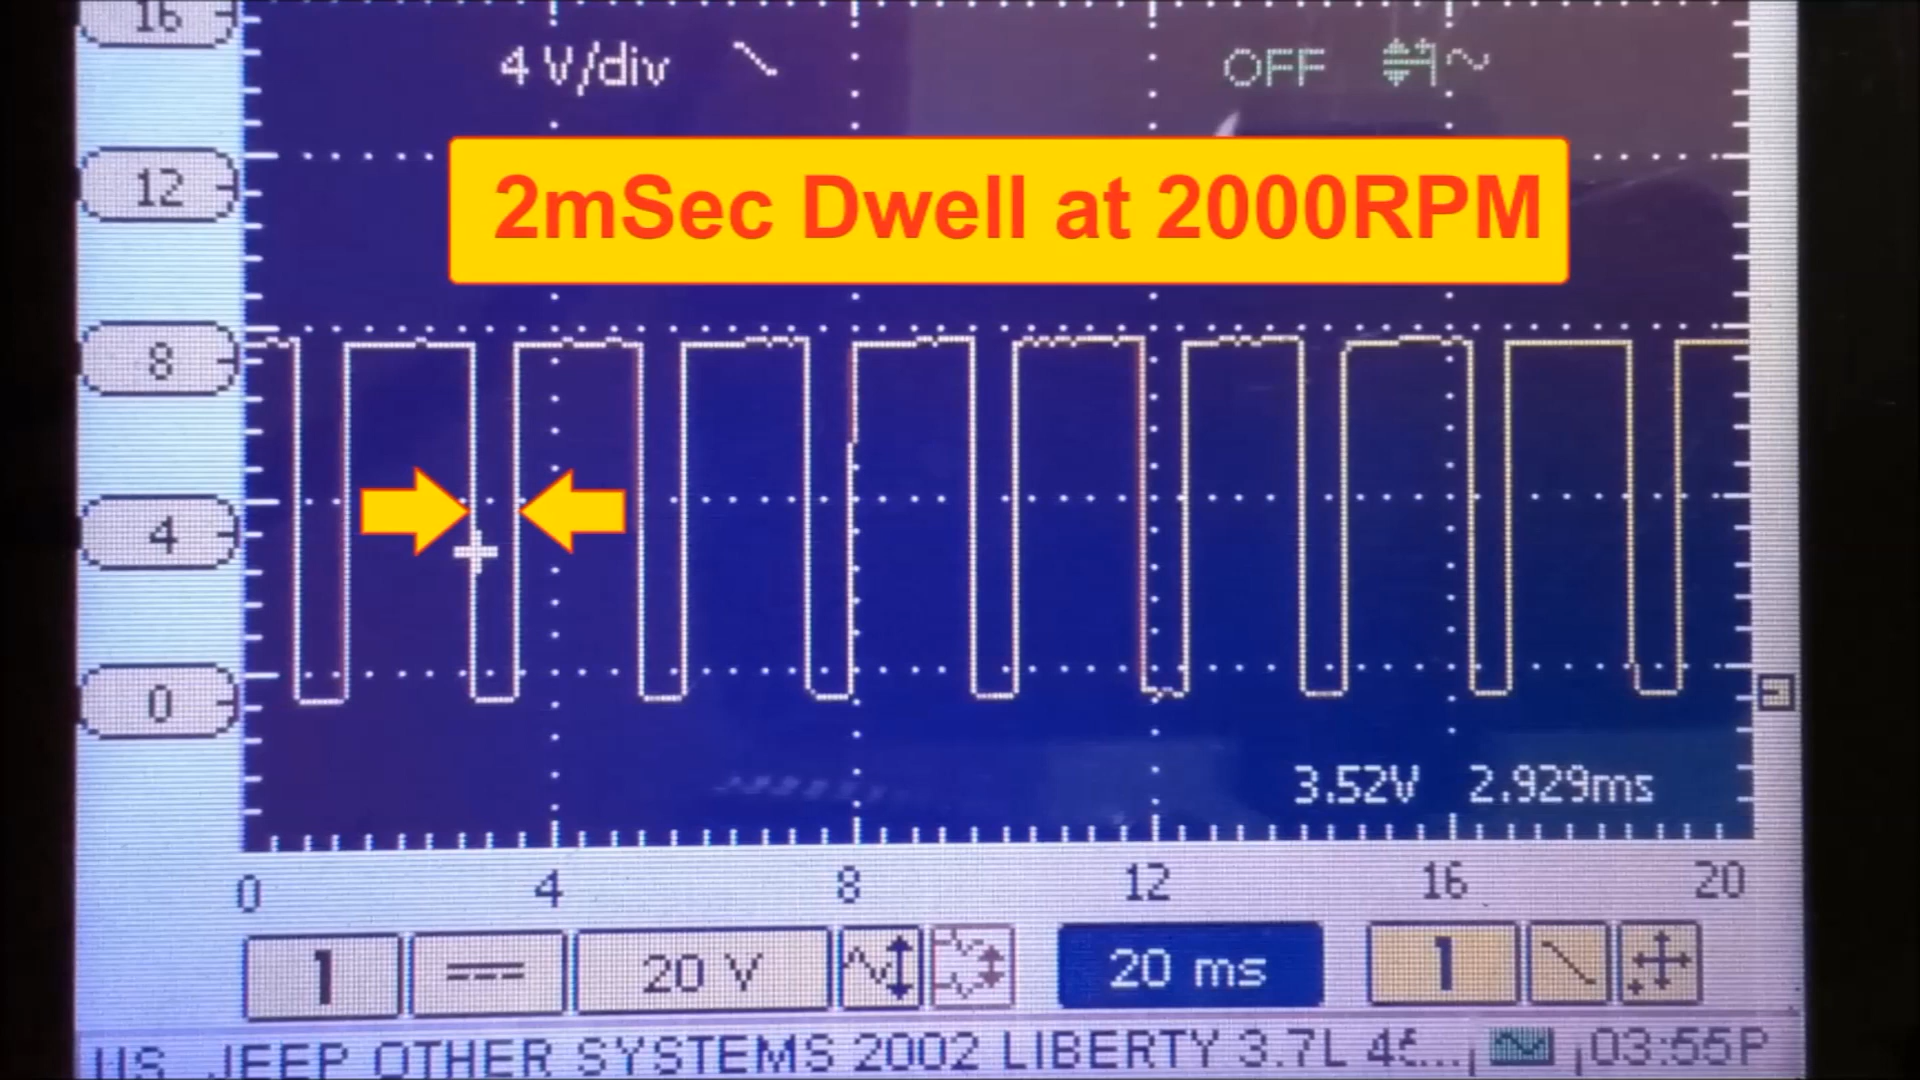 16
4 V/div OFF
12
2mSec Dwell at 2000RPM
8
4
0
3.52V 2.929ms
0 4 8 12 16 20
1 20 V 20 ms 1
US JEEP OTHER SYSTEMS 2002 LIBERTY 3.7L ... 03:55P